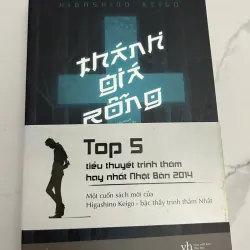 HIGASHINO KEIGO
thánh
giá
rỗng
Top 5
tiểu thuyết trinh thám
hay nhất Nhật Bản 2014
Một cuốn sách mới của
Higashino Keigo - bậc thầy trinh thám Nhật